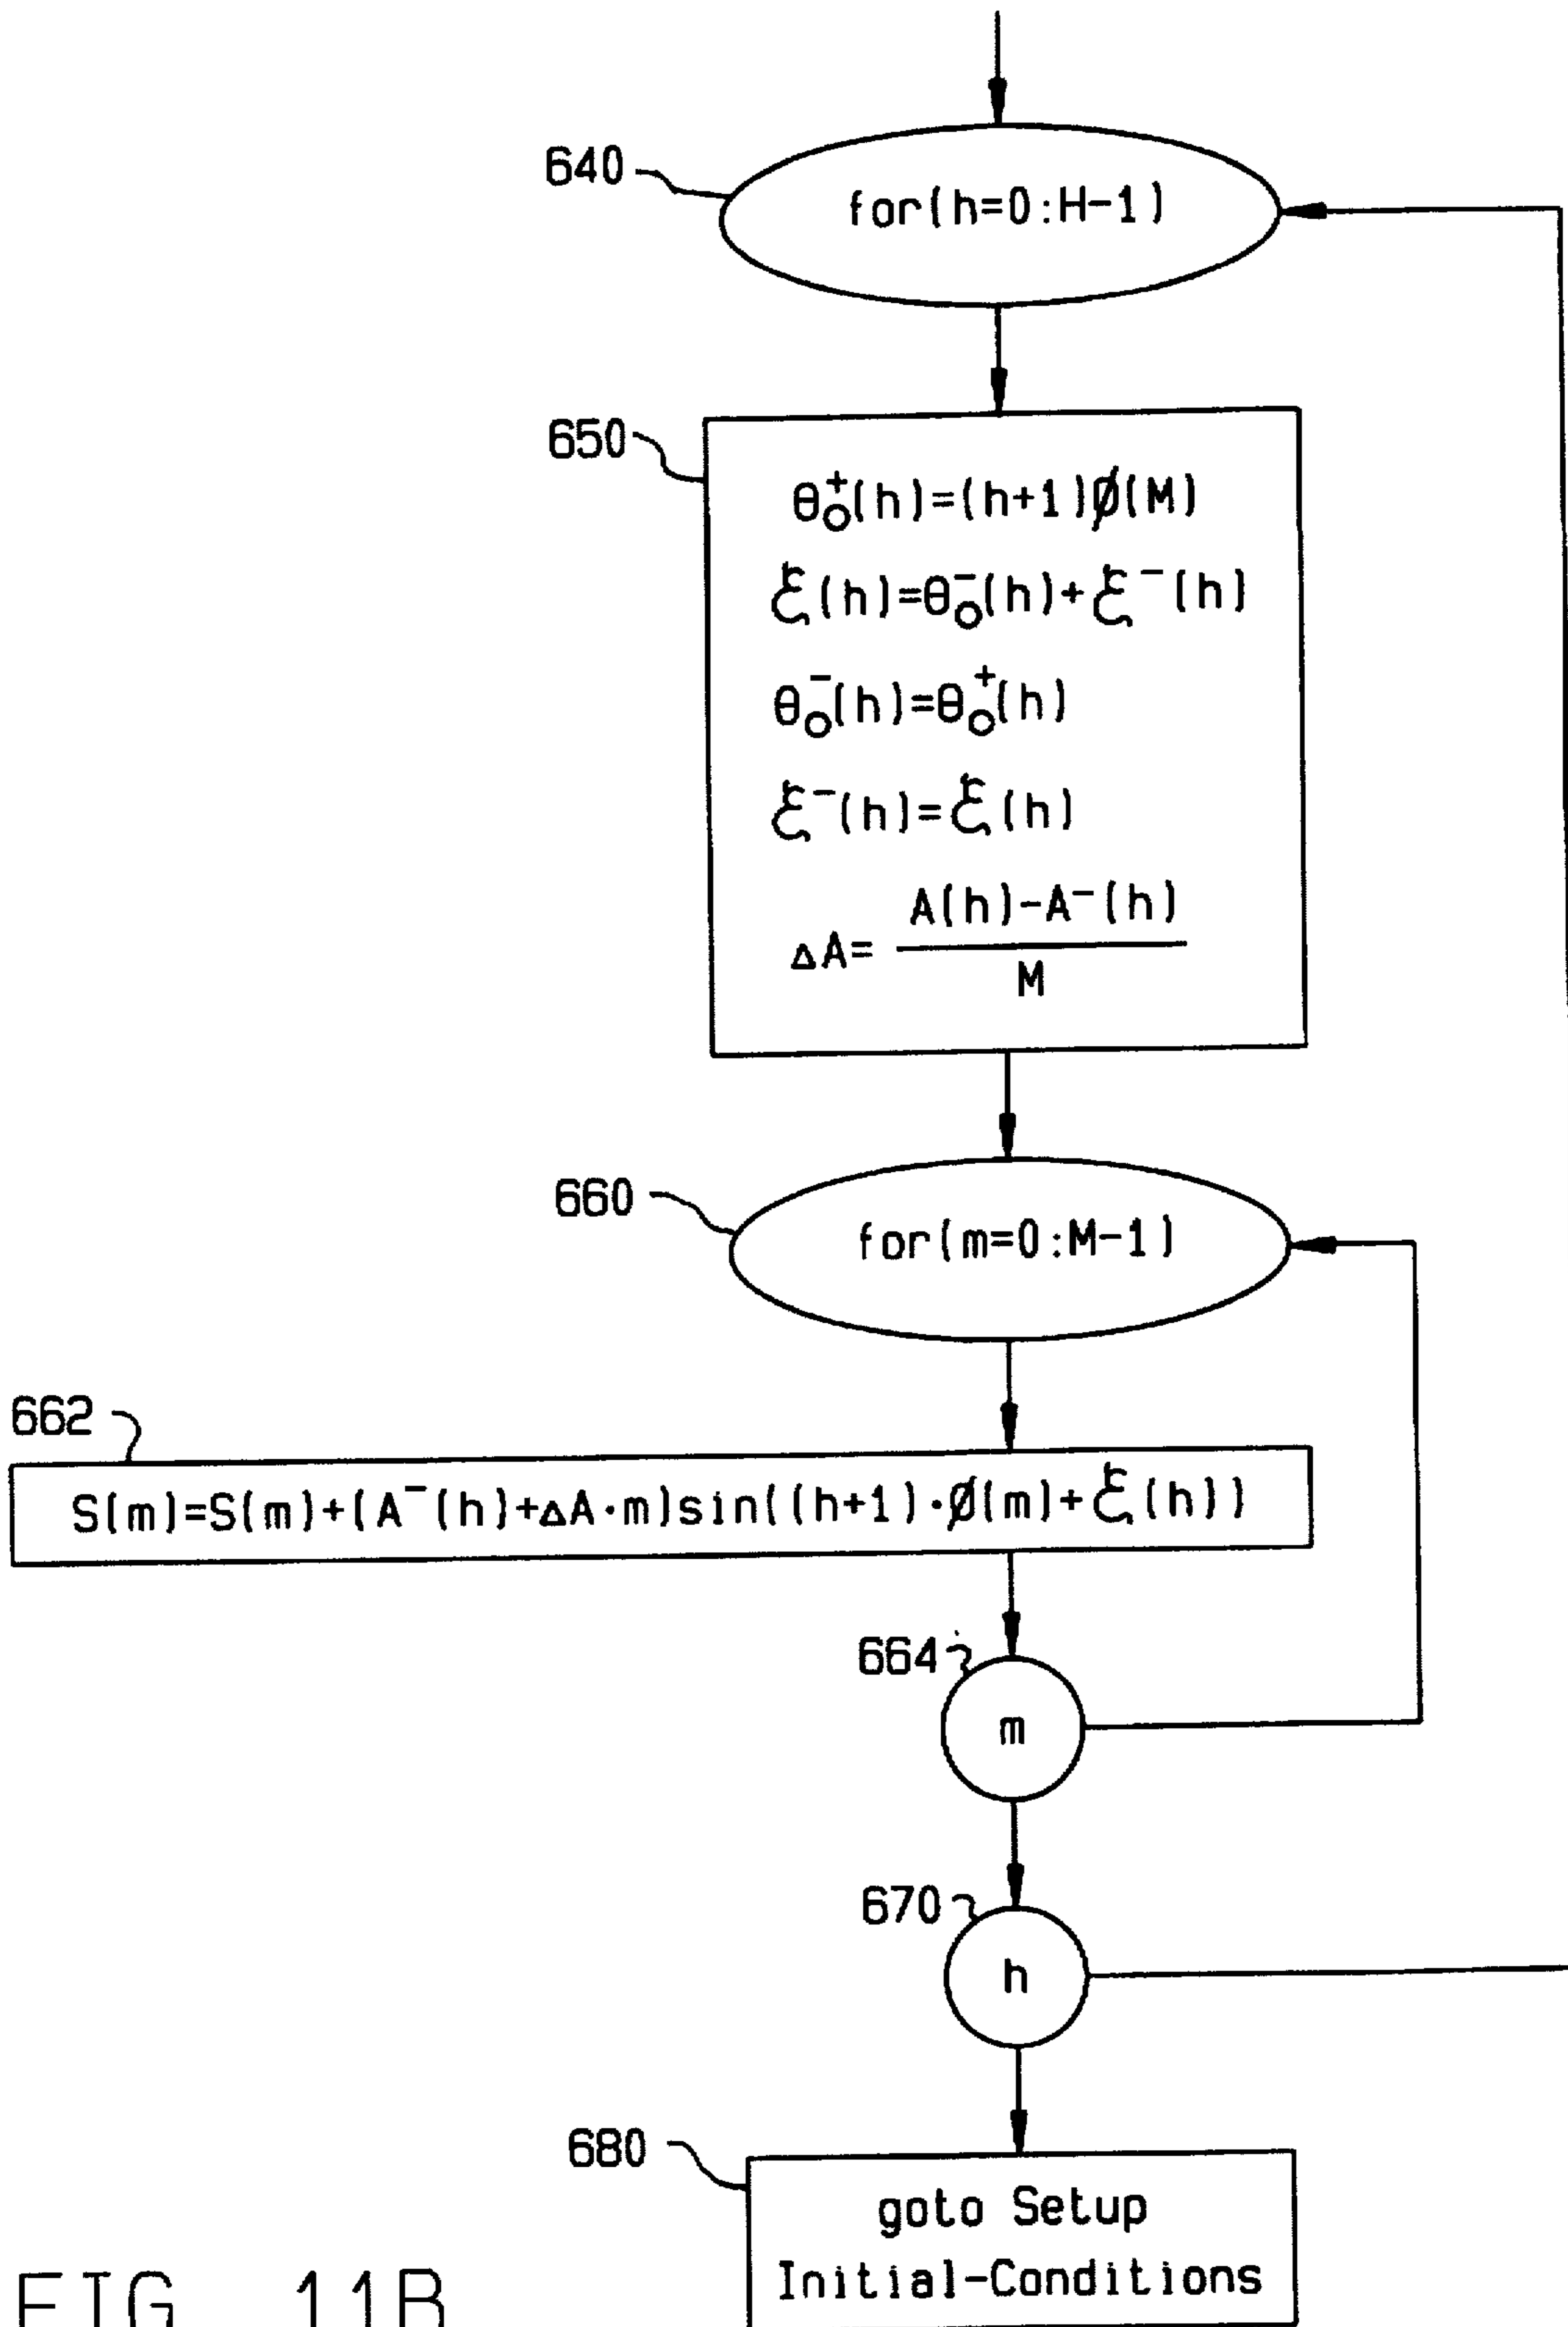 640
for(h=0:H-1)
650
θ₀⁺(h)=(h+1)Ø(M)
ξ(h)=θ₀⁻(h)+ξ⁻(h)
θ₀⁻(h)=θ₀⁺(h)
ξ⁻(h)=ξ(h)
ΔA= A(h)-A⁻(h)
M
660
for(m=0:M-1)
662
S(m)=S(m)+(A⁻(h)+ΔA·m)sin((h+1)·Ø(m)+ξ(h))
664
m
670
h
680
goto Setup
Initial-Conditions
FIG. 11B